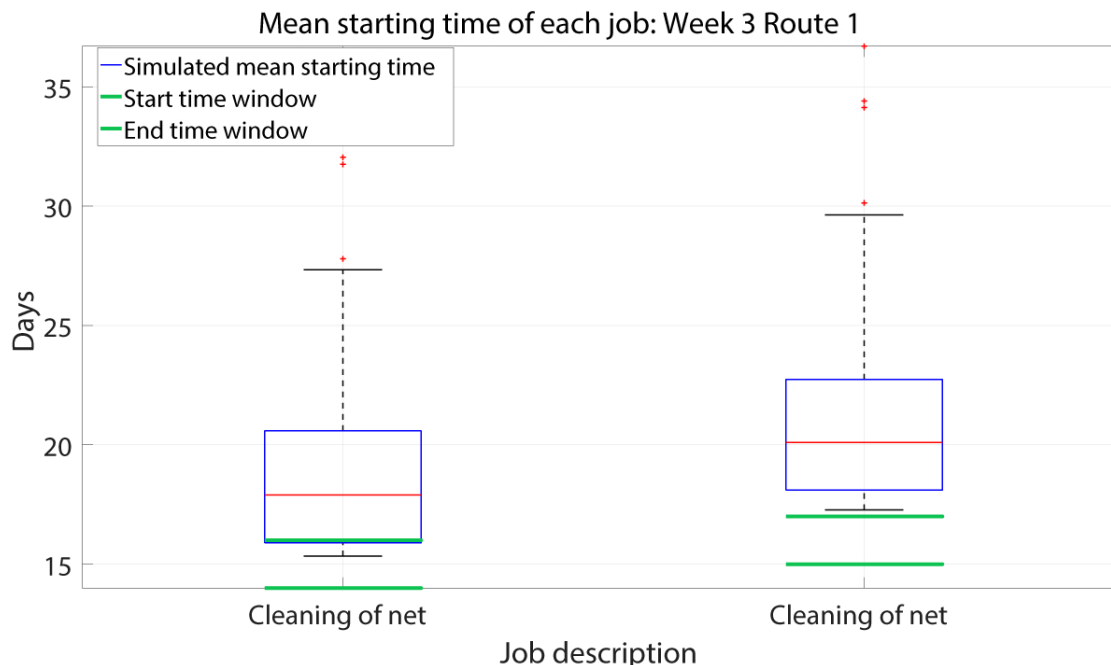 Mean starting time of each job: Week 3 Route 1
Simulated mean starting time
Start time window
End time window
35
30
25
20
15
Days
Cleaning of net
Cleaning of net
Job description